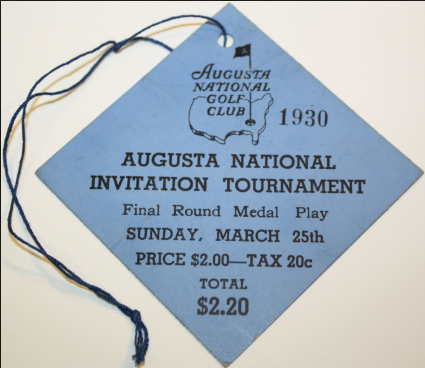 AUGUSTA
NATIONAL
GOLF
CLUB
1930
AUGUSTA NATIONAL
INVITATION TOURNAMENT
Final Round Medal Play
SUNDAY, MARCH 25th
PRICE $2.00—TAX 20c
TOTAL
$2.20